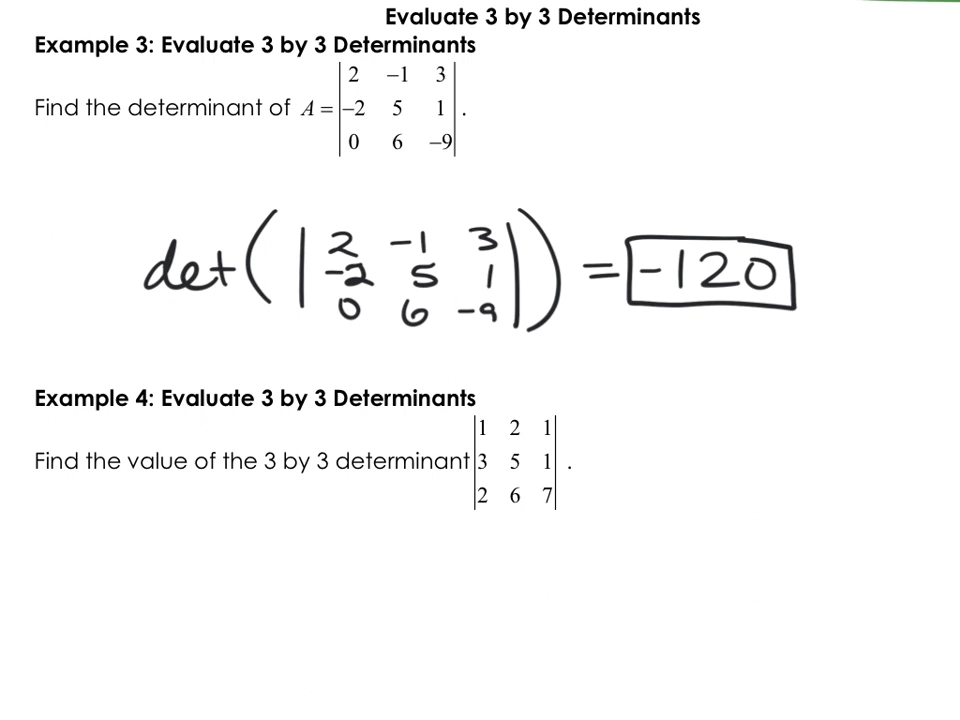 Evaluate 3 by 3 Determinants
Example 3: Evaluate 3 by 3 Determinants
2 −1 3
Find the determinant of A = −2 5 1 .
0 6 −9
det(| 2 -1 3 |) = -120
-2 5 1
0 6 -9
Example 4: Evaluate 3 by 3 Determinants
1 2 1
Find the value of the 3 by 3 determinant 3 5 1 .
2 6 7